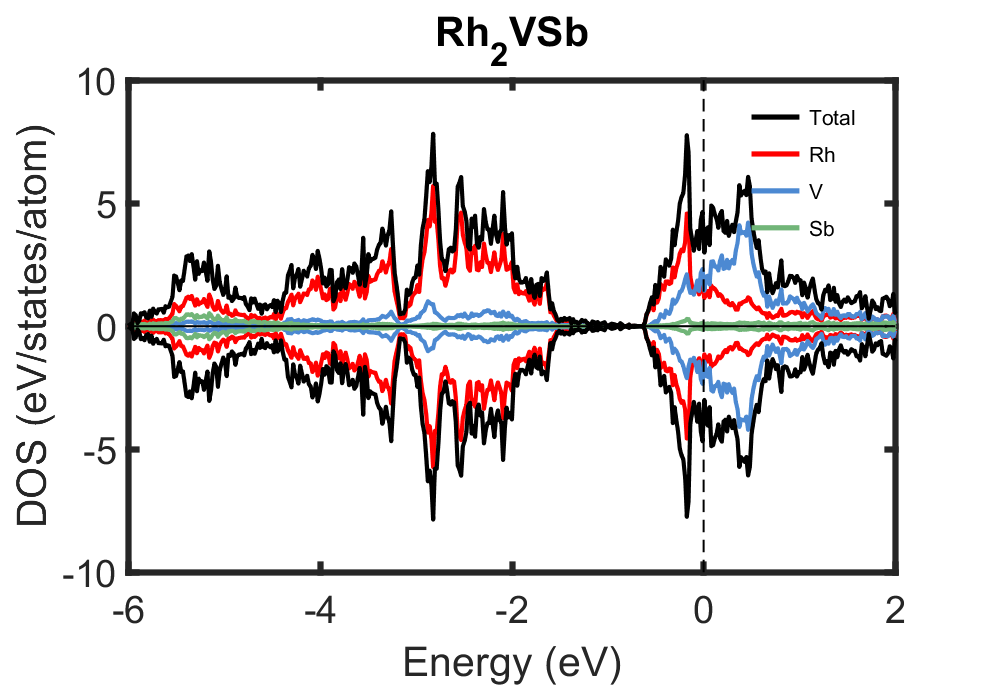 Rh₂VSb
DOS (eV/states/atom)
10
5
0
-5
-10
Total
Rh
V
Sb
-6
-4
-2
0
2
Energy (eV)